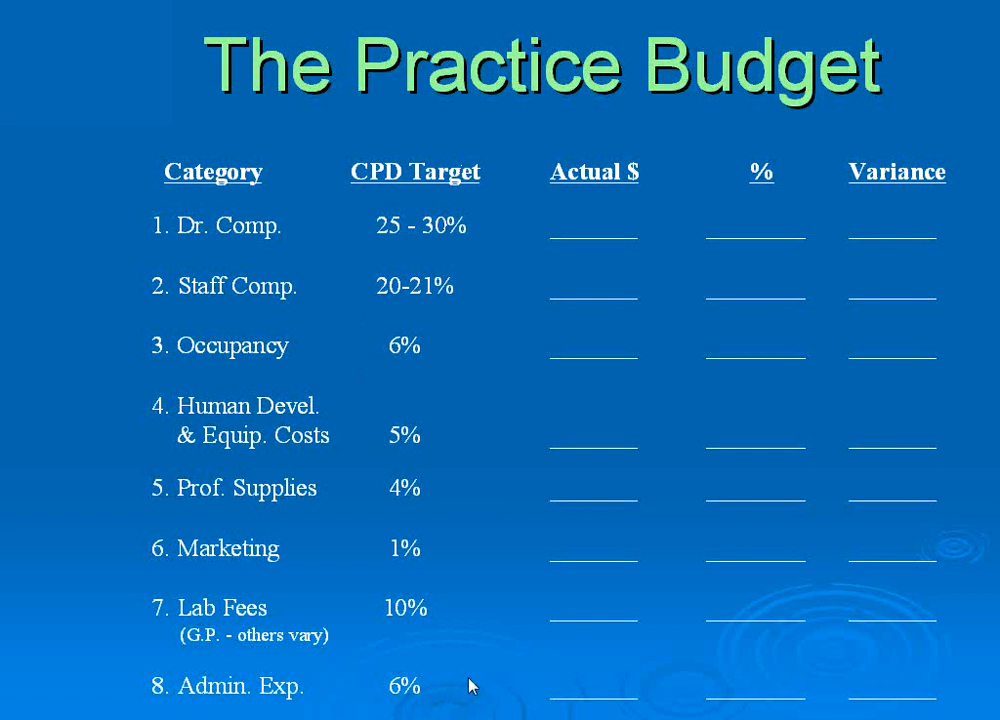 The Practice Budget
Category CPD Target Actual $ % Variance
1. Dr. Comp. 25 - 30%
2. Staff Comp. 20-21%
3. Occupancy 6%
4. Human Devel.
& Equip. Costs 5%
5. Prof. Supplies 4%
6. Marketing 1%
7. Lab Fees 10%
(G.P. - others vary)
8. Admin. Exp. 6%